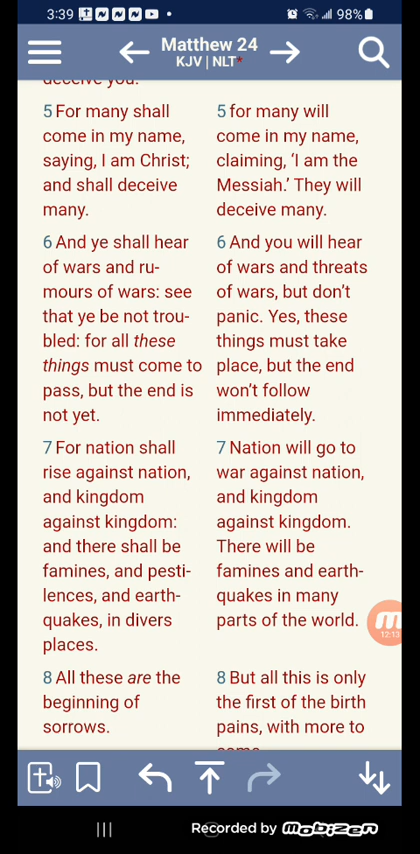 3:39
98%
Matthew 24
KJV | NLT*
deceive you.
5 For many shall
come in my name,
saying, I am Christ;
and shall deceive
many.
6 And ye shall hear
of wars and ru-
mours of wars: see
that ye be not trou-
bled: for all these
things must come to
pass, but the end is
not yet.
7 For nation shall
rise against nation,
and kingdom
against kingdom:
and there shall be
famines, and pesti-
lences, and earth-
quakes, in divers
places.
8 All these are the
beginning of
sorrows.
5 for many will
come in my name,
claiming, ‘I am the
Messiah.’ They will
deceive many.
6 And you will hear
of wars and threats
of wars, but don’t
panic. Yes, these
things must take
place, but the end
won’t follow
immediately.
7 Nation will go to
war against nation,
and kingdom
against kingdom.
There will be
famines and earth-
quakes in many
parts of the world.
8 But all this is only
the first of the birth
pains, with more to
come.
m
12:13
Recorded by mobizen